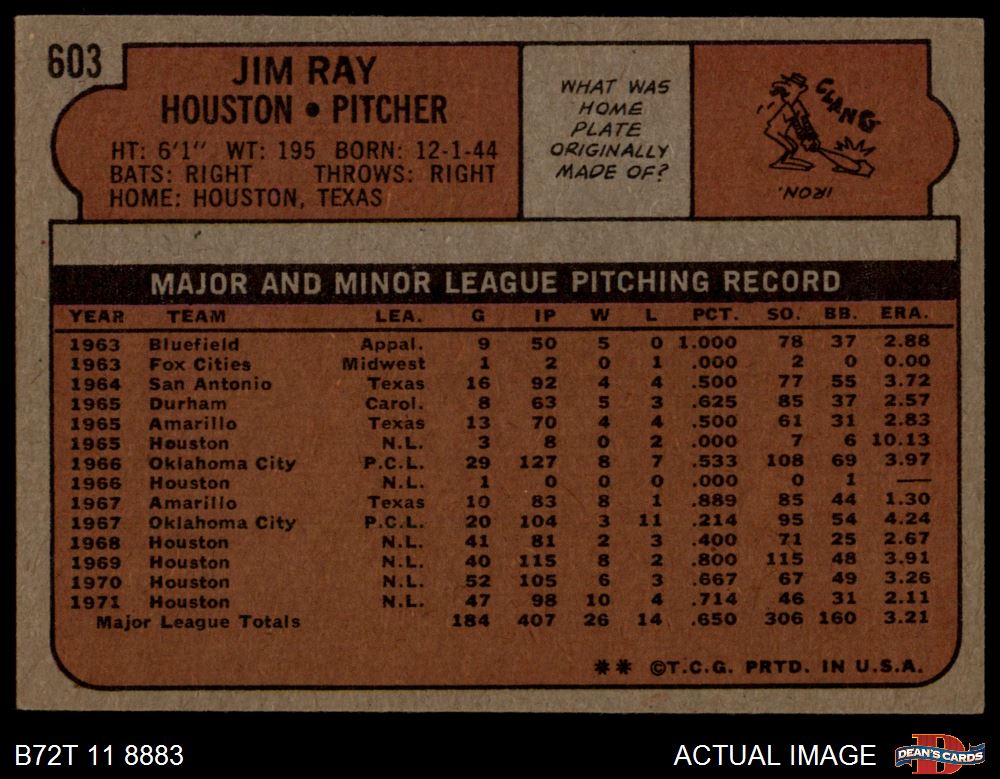 603
JIM RAY
HOUSTON • PITCHER
HT: 6'1" WT: 195 BORN: 12-1-44
BATS: RIGHT THROWS: RIGHT
HOME: HOUSTON, TEXAS
WHAT WAS
HOME
PLATE
ORIGINALLY
MADE OF?
CLANG
IRON.
MAJOR AND MINOR LEAGUE PITCHING RECORD
YEAR TEAM LEA. G IP W L PCT. SO. BB. ERA.
1963 Bluefield Appal. 9 50 5 0 1.000 78 37 2.88
1963 Fox Cities Midwest 1 2 0 1 .000 2 0 0.00
1964 San Antonio Texas 16 92 4 4 .500 77 55 3.72
1965 Durham Carol. 8 63 5 3 .625 85 37 2.57
1965 Amarillo Texas 13 70 4 4 .500 61 31 2.83
1965 Houston N.L. 3 8 0 2 .000 7 6 10.13
1966 Oklahoma City P.C.L. 29 127 8 7 .533 108 69 3.97
1966 Houston N.L. 1 0 0 0 .000 0 1 —
1967 Amarillo Texas 10 83 8 1 .889 85 44 1.30
1967 Oklahoma City P.C.L. 20 104 3 11 .214 95 54 4.24
1968 Houston N.L. 41 81 2 3 .400 71 25 2.67
1969 Houston N.L. 40 115 8 2 .800 115 48 3.91
1970 Houston N.L. 52 105 6 3 .667 67 49 3.26
1971 Houston N.L. 47 98 10 4 .714 46 31 2.11
Major League Totals 184 407 26 14 .650 306 160 3.21
** ©T.C.G. PRTD. IN U.S.A.
B72T 11 8883
ACTUAL IMAGE
DEAN'S CARDS